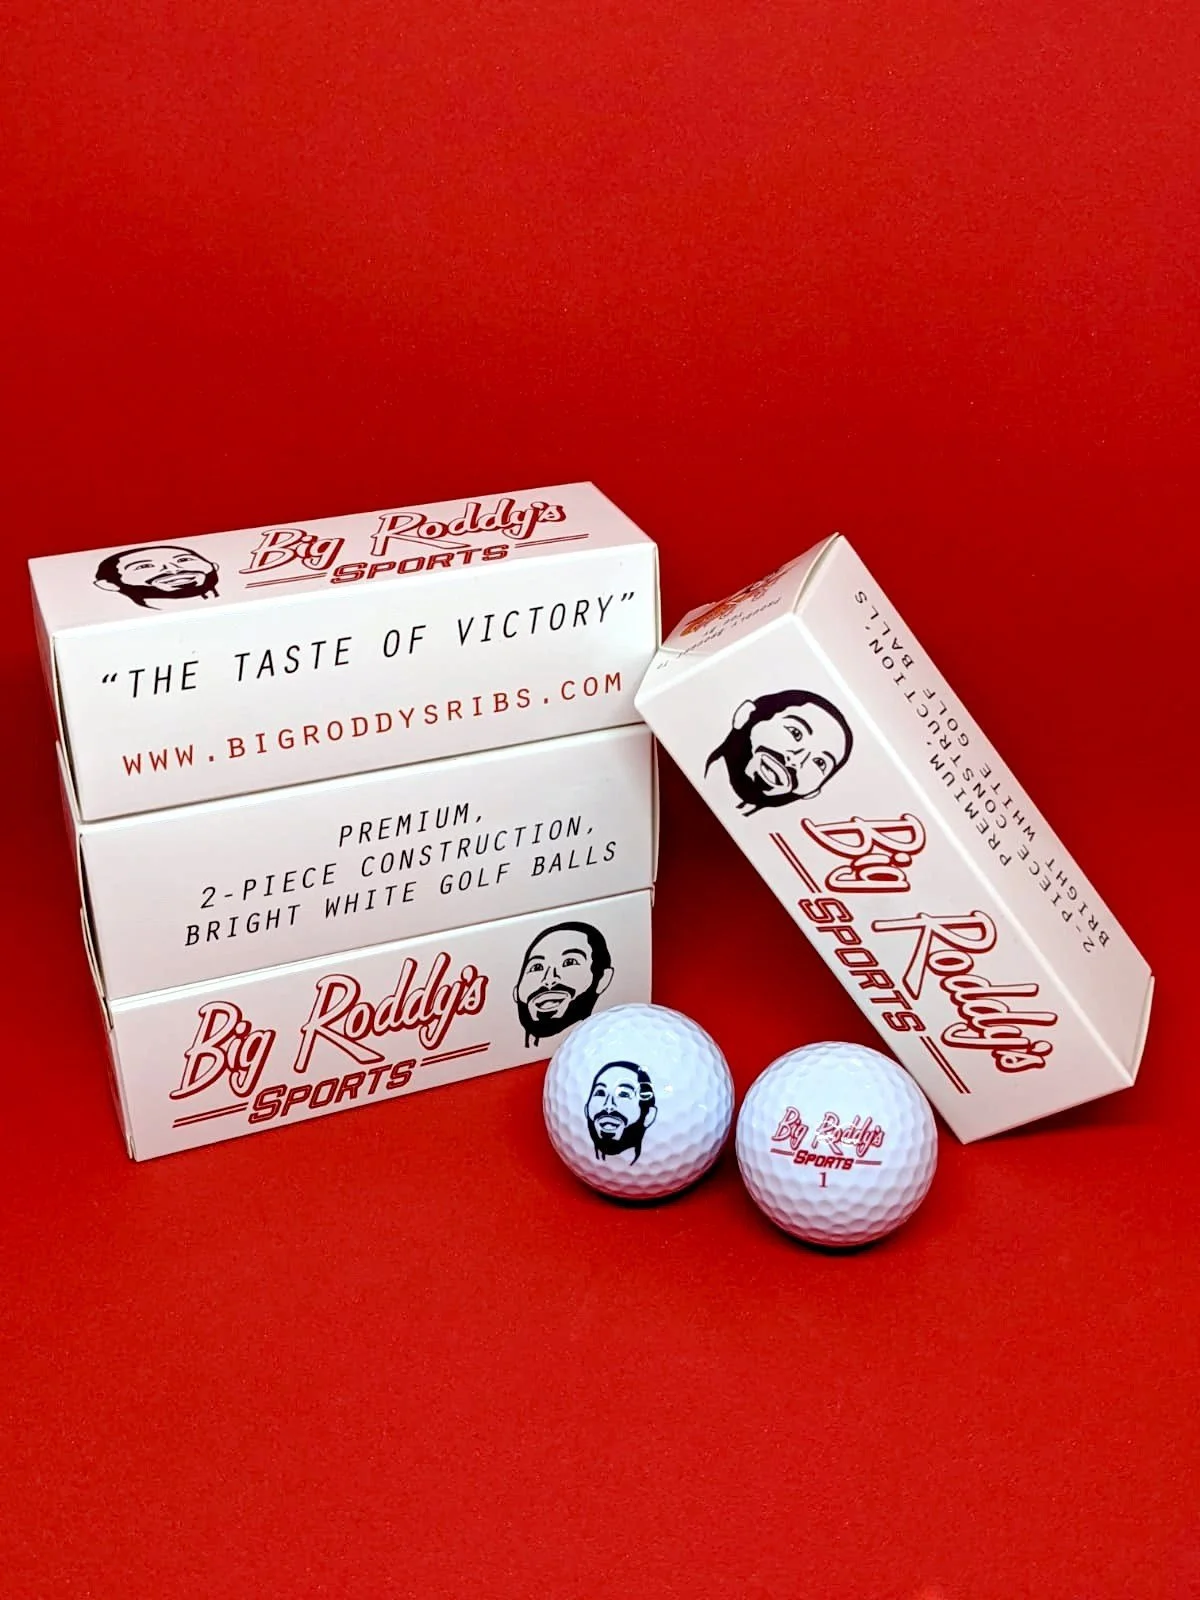 Big Roddy's
SPORTS
"THE TASTE OF VICTORY"
WWW.BIGRODDYSRIBS.COM
PREMIUM,
2-PIECE CONSTRUCTION,
BRIGHT WHITE GOLF BALLS
Big Roddy's
SPORTS
PREMIUM,
2-PIECE CONSTRUCTION,
BRIGHT WHITE GOLF BALLS
Big Roddy's
SPORTS
Big Roddy's
SPORTS
1